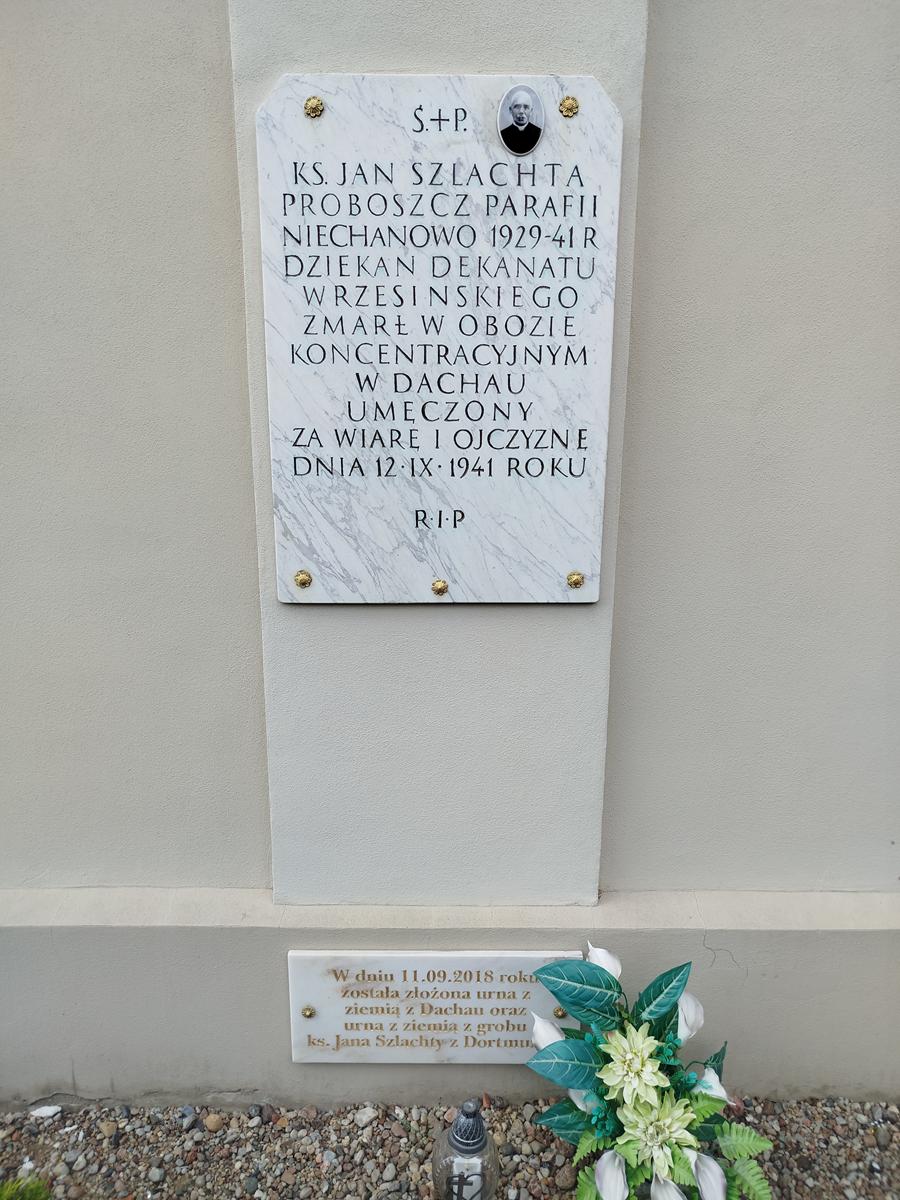 Ś.+P.
KS. JAN SZLACHTA
PROBOSZCZ PARAFII
NIECHANOWO 1929-41 R
DZIEKAN DEKANATU
WRZESINSKIEGO
ZMARŁ W OBOZIE
KONCENTRACYJNYM
W DACHAU
UMĘCZONY
ZA WIARĘ I OJCZYZNĘ
DNIA 12·IX·1941 ROKU
R·I·P
W dniu 11.09.2018 roku
została złożona urna z
ziemią z Dachau oraz
urna z ziemią z grobu
ks. Jana Szlachty z